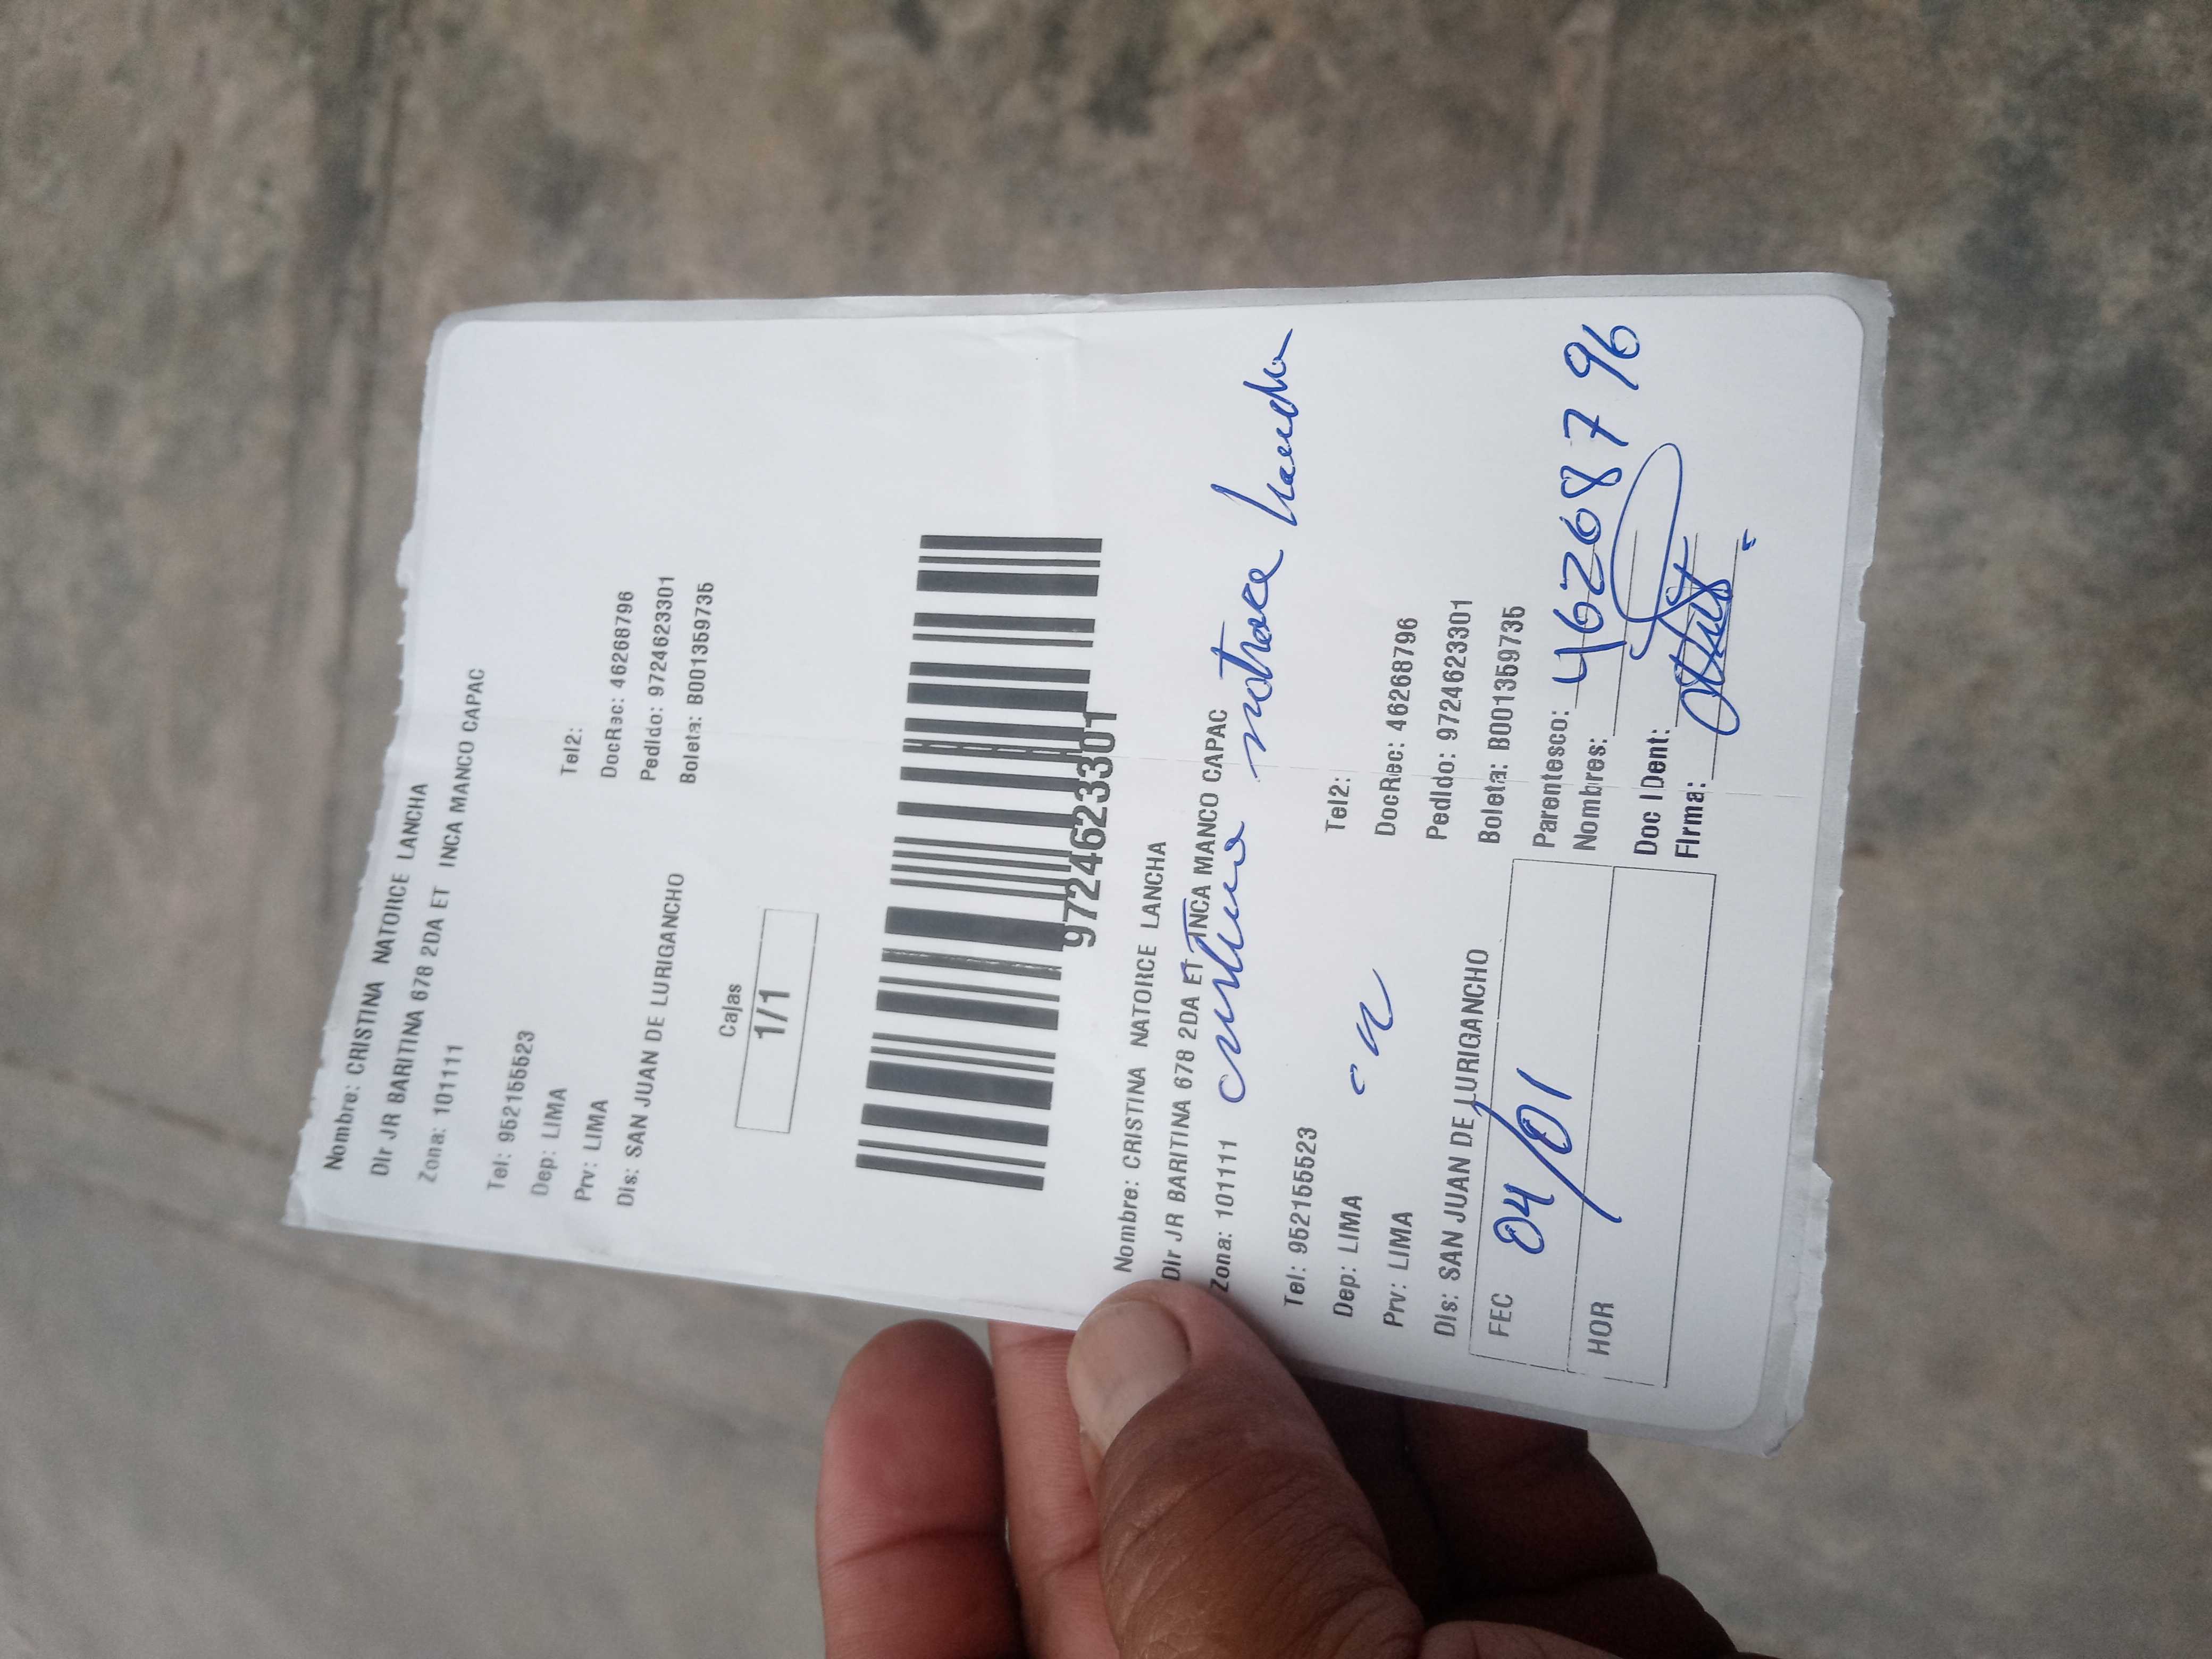 Nombre: CRISTINA NATORCE LANCHA
Dir JR BARITINA 678 2DA ET INCA MANCO CAPAC
Zona: 101111
Tel: 952155523
Tel2:
Dep: LIMA
DocRec: 46268796
Prv: LIMA
Pedido: 9724623301
Dis: SAN JUAN DE LURIGANCHO
Boleta: B001359735
Cajas
1/1
97246233301
Nombre: CRISTINA NATORCE LANCHA
Dir JR BARITINA 678 2DA ET INCA MANCO CAPAC
Zona: 101111
Tel: 952155523
Tel2:
Dep: LIMA
DocRec: 46268796
Prv: LIMA
Pedido: 9724623301
Dis: SAN JUAN DE LURIGANCHO
Boleta: B001359735
FEC 04/01
Parentesco: 46268796
HOR
Nombres:
Doc IDent:
Firma: